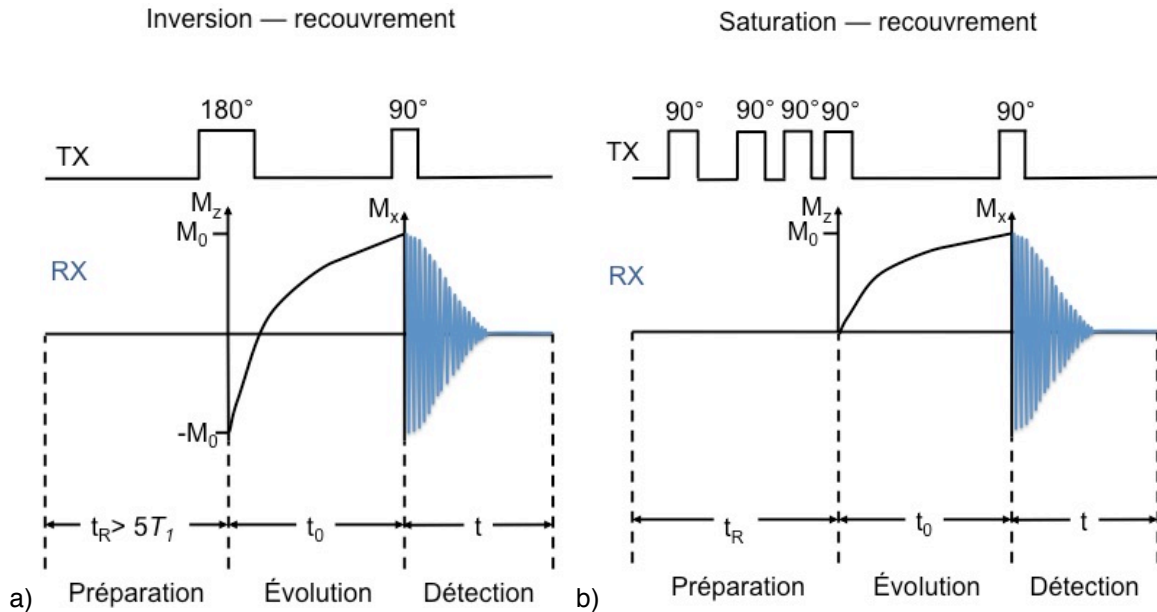 Inversion — recouvrement
180° 90°
TX
M_z M_x
M_0
RX
-M_0
t_R > 5T_1 t_0 t
Préparation Évolution Détection
a)
Saturation — recouvrement
90° 90° 90° 90° 90°
TX
M_z M_x
M_0
RX
t_R t_0 t
Préparation Évolution Détection
b)